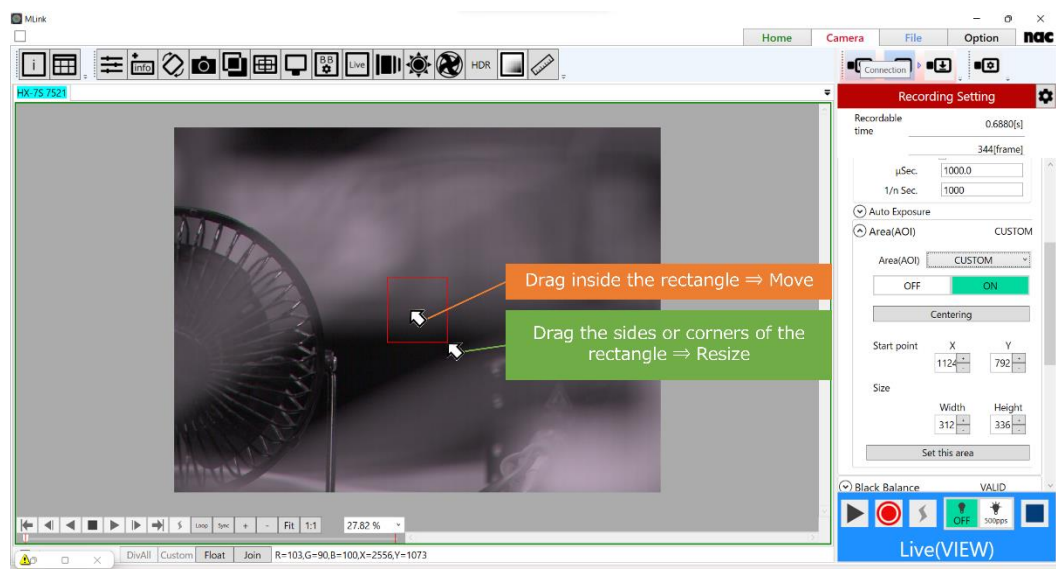 MLink
Home
Camera
File
Option
nac
info
BB
Live
HDR
Connection
HX-7S 7521
Recording Setting
Recordable time
0.6880[s]
344[frame]
μSec.
1000.0
1/n Sec.
1000
Auto Exposure
Area(AOI)
CUSTOM
Area(AOI)
CUSTOM
OFF
ON
Centering
Start point
X
Y
1124
792
Size
Width
Height
312
336
Set this area
Black Balance
VALID
Drag inside the rectangle ⇒ Move
Drag the sides or corners of the
rectangle ⇒ Resize
Loop
Sync
+
-
Fit
1:1
27.82 %
OFF
500pps
Live(VIEW)
DivAll
Custom
Float
Join
R=103,G=90,B=100,X=2556,Y=1073